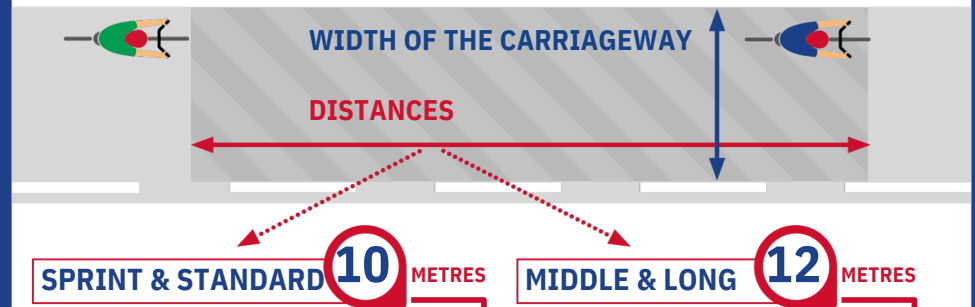 WIDTH OF THE CARRIAGEWAY
DISTANCES
SPRINT & STANDARD 10 METRES
MIDDLE & LONG 12 METRES